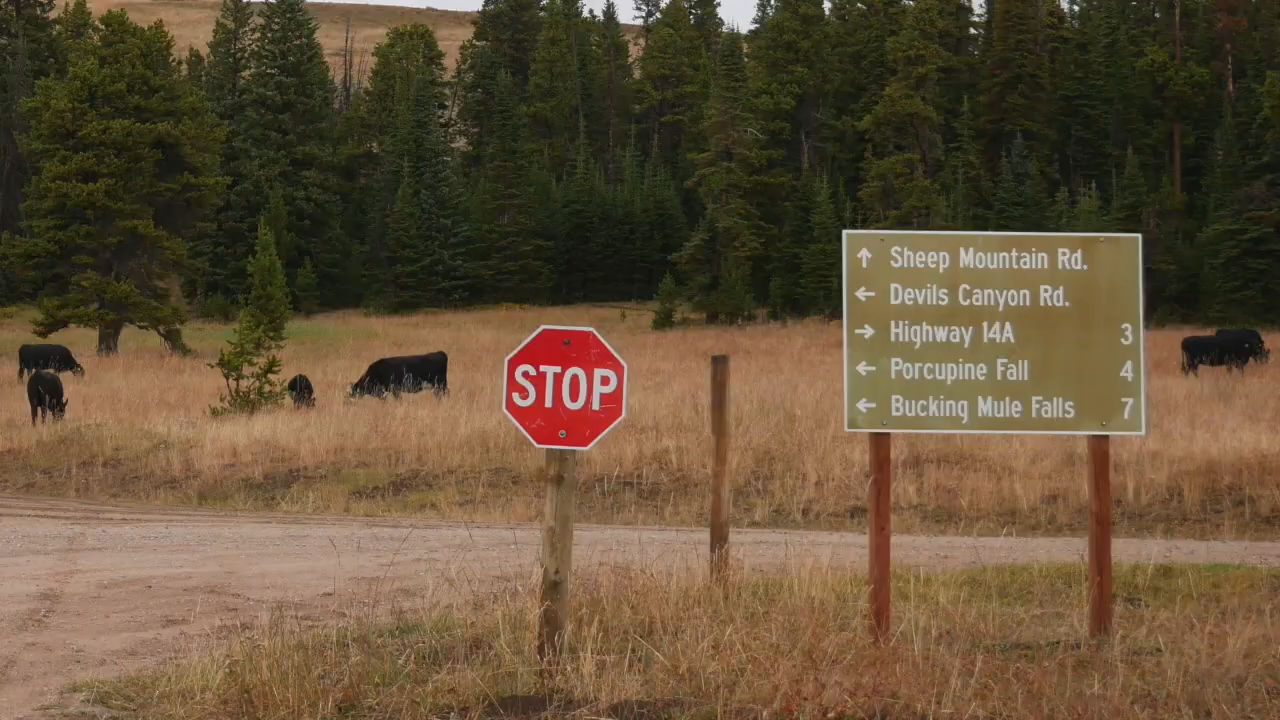 STOP
↑ Sheep Mountain Rd.
← Devils Canyon Rd.
→ Highway 14A 3
← Porcupine Fall 4
← Bucking Mule Falls 7